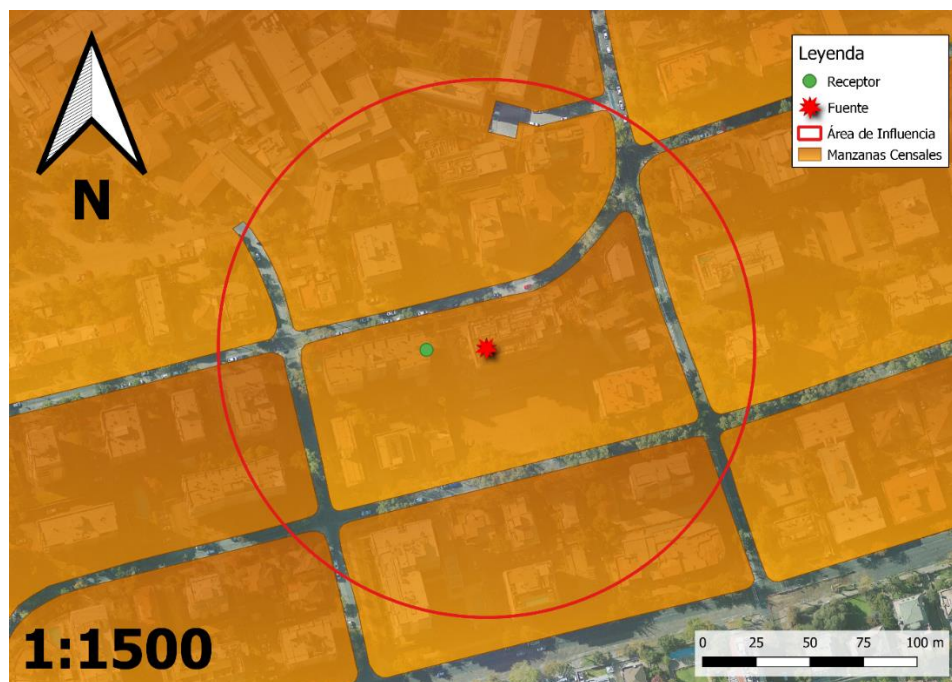 N
Leyenda
Receptor
Fuente
Área de Influencia
Manzanas Censales
1:1500
0 25 50 75 100 m